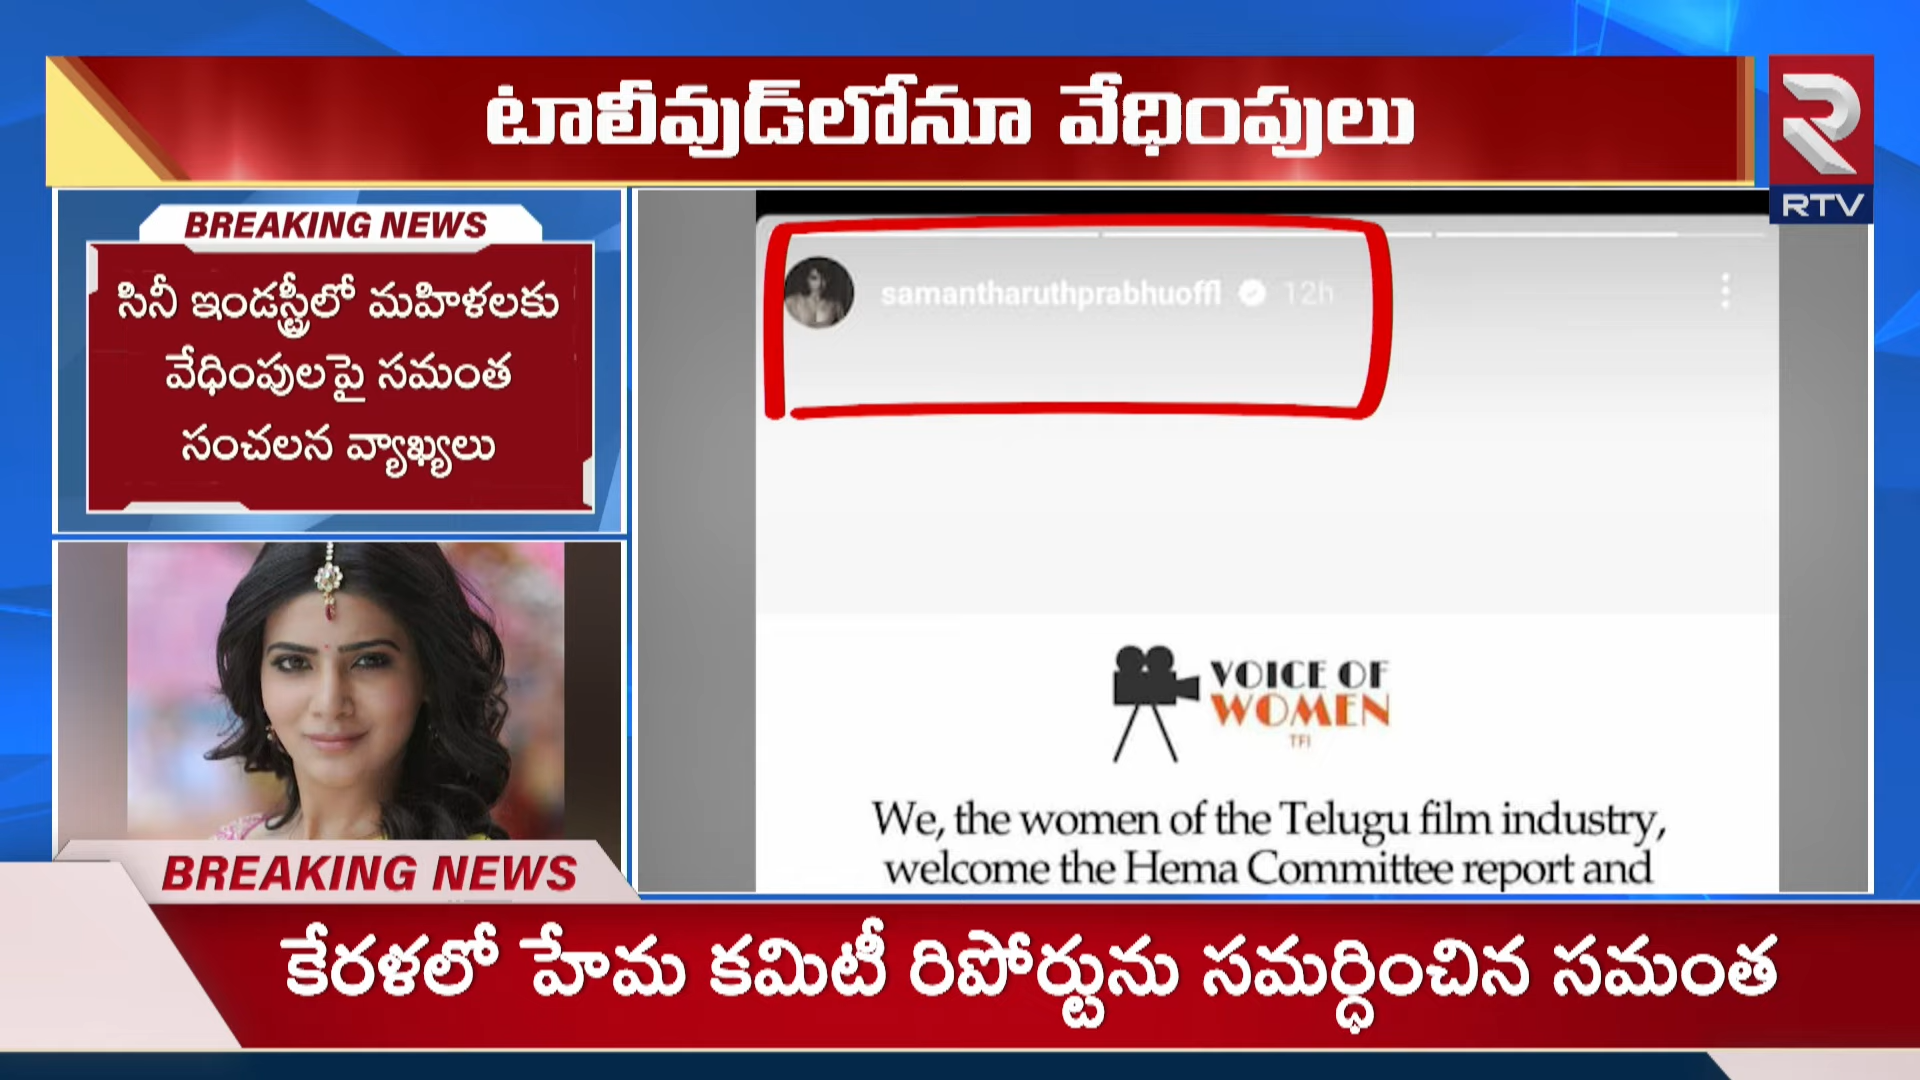 టాలీవుడ్‌లోనూ వేధింపులు
RTV
BREAKING NEWS
సినీ ఇండస్ట్రీలో మహిళలకు
వేధింపులపై సమంత
సంచలన వ్యాఖ్యలు
samantharuthprabhuoffl 12h
VOICE OF
WOMEN
TFI
We, the women of the Telugu film industry,
welcome the Hema Committee report and
BREAKING NEWS
కేరళలో హేమ కమిటీ రిపోర్టును సమర్ధించిన సమంత